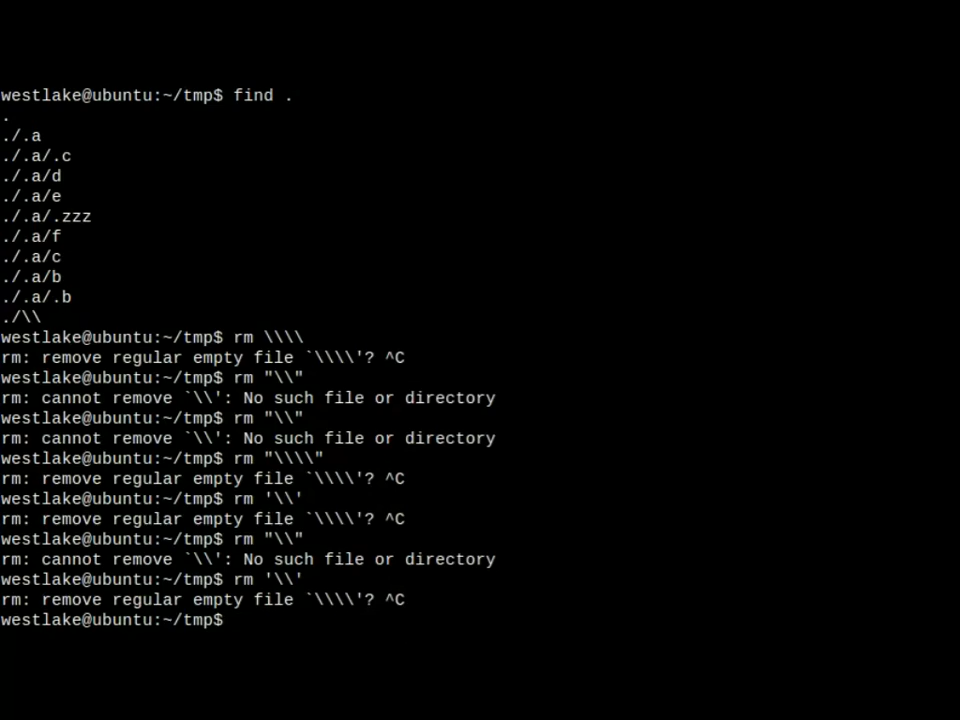 westlake@ubuntu:~/tmp$ find .
.
./.a
./.a/.c
./.a/d
./.a/e
./.a/.zzz
./.a/f
./.a/c
./.a/b
./.a/.b
./\\
westlake@ubuntu:~/tmp$ rm \\\\
rm: remove regular empty file `\\\\'? ^C
westlake@ubuntu:~/tmp$ rm "\\"
rm: cannot remove `\\': No such file or directory
westlake@ubuntu:~/tmp$ rm "\\"
rm: cannot remove `\\': No such file or directory
westlake@ubuntu:~/tmp$ rm "\\\\"
rm: remove regular empty file `\\\\'? ^C
westlake@ubuntu:~/tmp$ rm '\\'
rm: remove regular empty file `\\\\'? ^C
westlake@ubuntu:~/tmp$ rm "\\"
rm: cannot remove `\\': No such file or directory
westlake@ubuntu:~/tmp$ rm '\\'
rm: remove regular empty file `\\\\'? ^C
westlake@ubuntu:~/tmp$